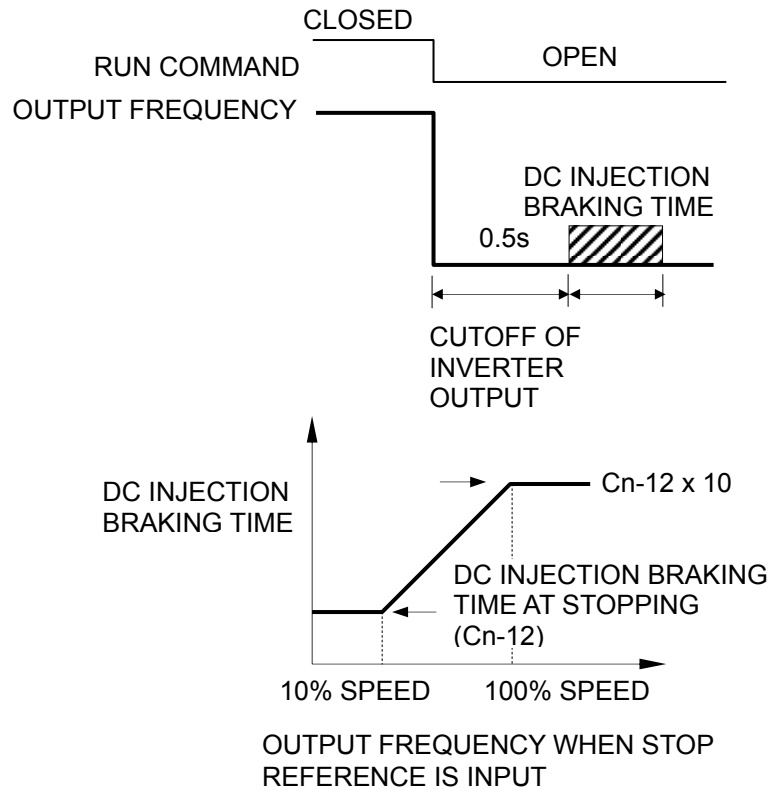 CLOSED
OPEN
RUN COMMAND
OUTPUT FREQUENCY
DC INJECTION
BRAKING TIME
0.5s
CUTOFF OF
INVERTER
OUTPUT
DC INJECTION
BRAKING TIME
Cn-12 x 10
DC INJECTION BRAKING
TIME AT STOPPING
(Cn-12)
10% SPEED
100% SPEED
OUTPUT FREQUENCY WHEN STOP
REFERENCE IS INPUT